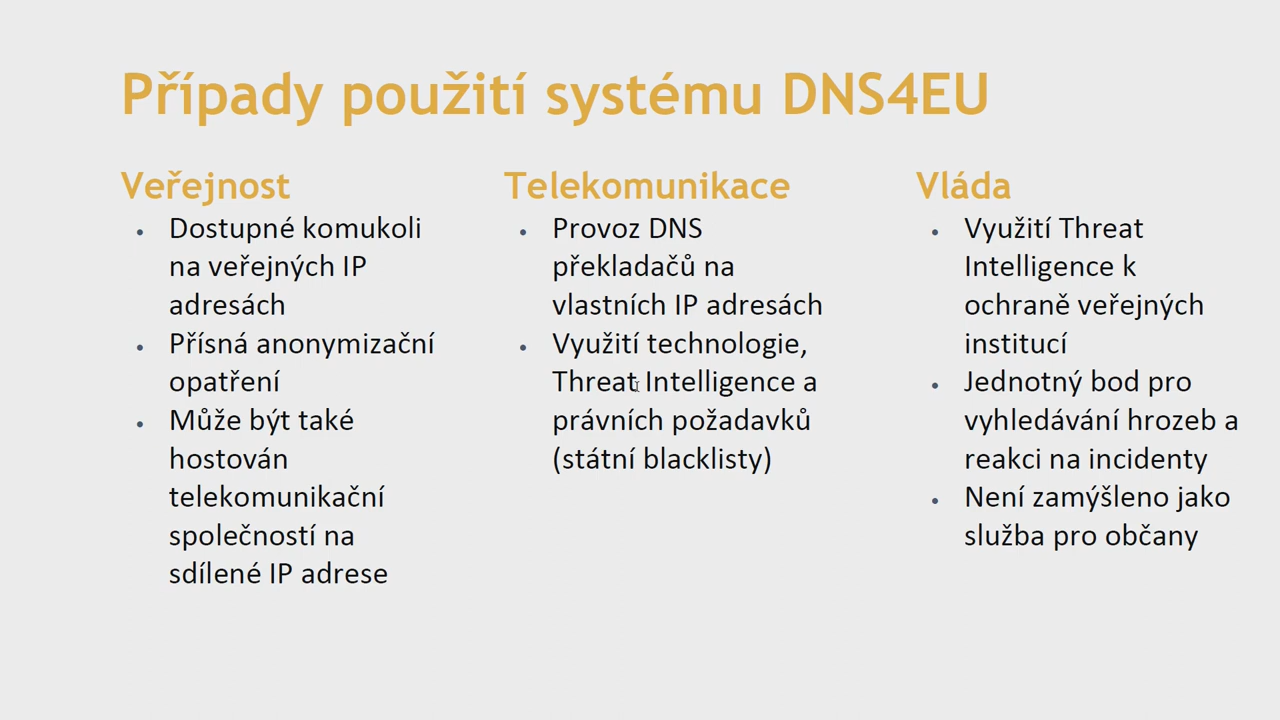 Případy použití systému DNS4EU
Veřejnost
• Dostupné komukoli
na veřejných IP
adresách
• Přísná anonymizační
opatření
• Může být také
hostován
telekomunikační
společností na
sdílené IP adrese
Telekomunikace
• Provoz DNS
překladačů na
vlastních IP adresách
• Využití technologie,
Threat Intelligence a
právních požadavků
(státní blacklisty)
Vláda
• Využití Threat
Intelligence k
ochraně veřejných
institucí
• Jednotný bod pro
vyhledávání hrozeb a
reakci na incidenty
• Není zamýšleno jako
služba pro občany